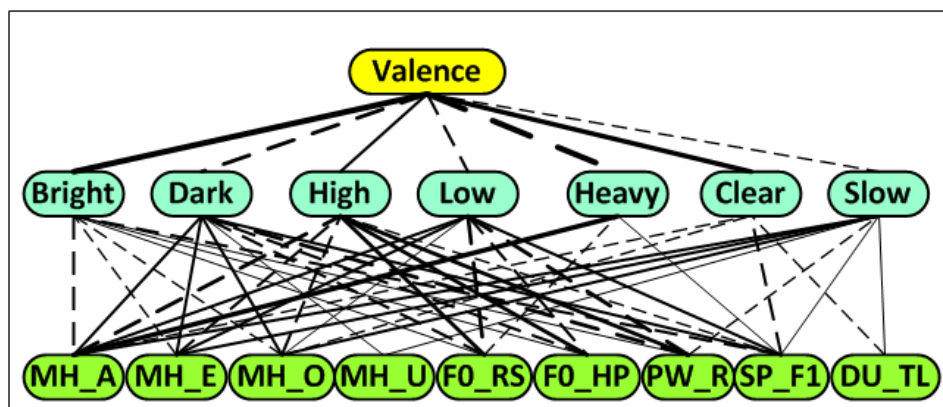 Valence
Bright Dark High Low Heavy Clear Slow
MH_A MH_E MH_O MH_U F0_RS F0_HP PW_R SP_F1 DU_TL